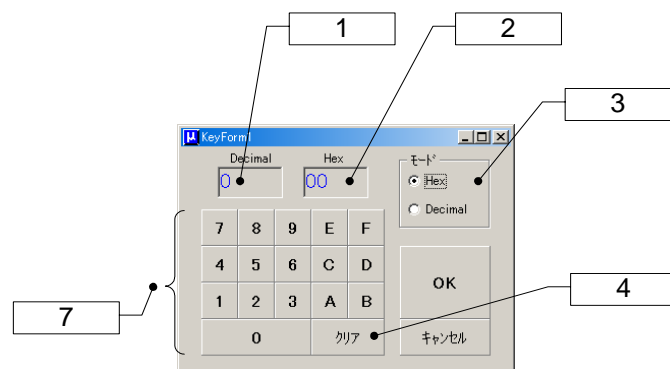 1
2
3
μ KeyForm1
Decimal
Hex
ﾓｰﾄﾞ
0
00
Hex
Decimal
7 8 9 E F
4 5 6 C D
OK
4
1 2 3 A B
7
0
クリア
キャンセル